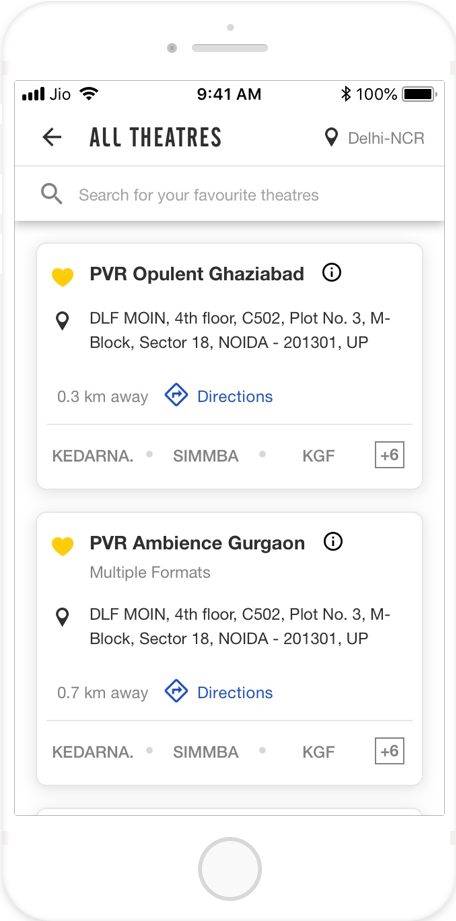 Jio 9:41 AM 100%
ALL THEATRES Delhi-NCR
Search for your favourite theatres
PVR Opulent Ghaziabad
DLF MOIN, 4th floor, C502, Plot No. 3, M-
Block, Sector 18, NOIDA - 201301, UP
0.3 km away Directions
KEDARNA. • SIMMBA • KGF +6
PVR Ambience Gurgaon
Multiple Formats
DLF MOIN, 4th floor, C502, Plot No. 3, M-
Block, Sector 18, NOIDA - 201301, UP
0.7 km away Directions
KEDARNA. • SIMMBA • KGF +6